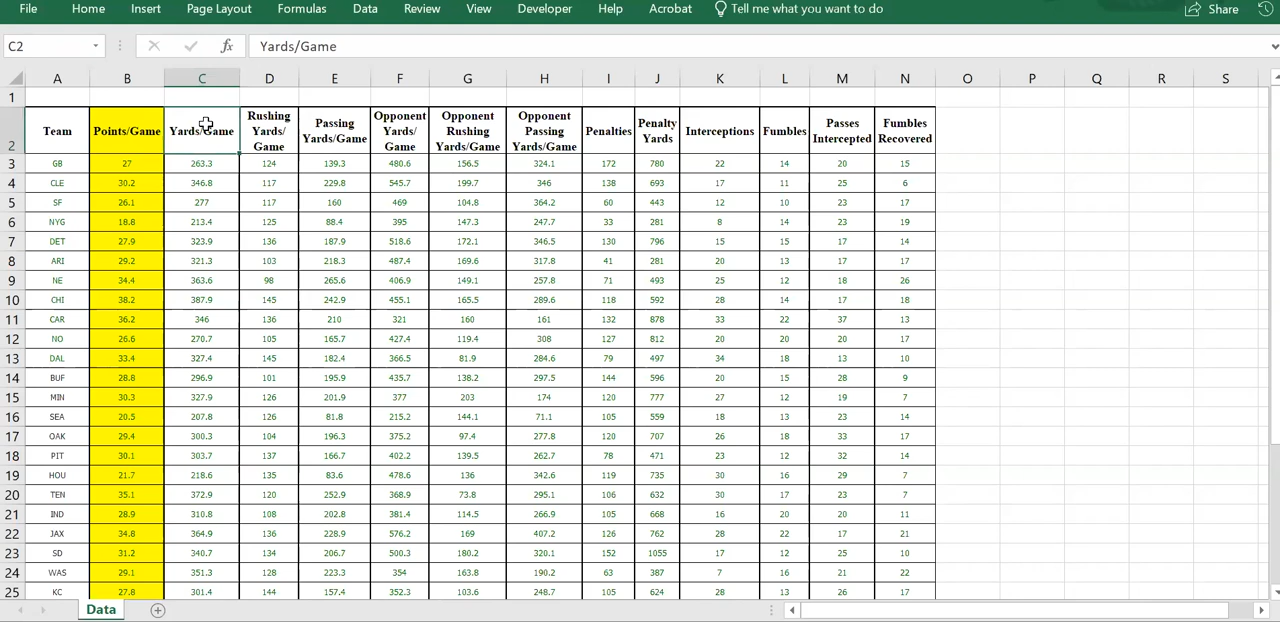 File Home Insert Page Layout Formulas Data Review View Developer Help Acrobat Tell me what you want to do Share
C2 fx Yards/Game
A B C D E F G H I J K L M N O P Q R S
1
2 Team Points/Game Yards/Game Rushing Yards/ Game Passing Yards/Game Opponent Yards/ Game Opponent Rushing Yards/Game Opponent Passing Yards/Game Penalties Penalty Yards Interceptions Fumbles Passes Intercepted Fumbles Recovered
3 GB 27 263.3 124 139.3 480.6 156.5 324.1 172 780 22 14 20 15
4 CLE 30.2 346.8 117 229.8 545.7 199.7 346 138 693 17 11 25 6
5 SF 26.1 277 117 160 469 104.8 364.2 60 443 12 10 23 17
6 NYG 18.8 213.4 125 88.4 395 147.3 247.7 33 281 8 14 23 19
7 DET 27.9 323.9 136 187.9 518.6 172.1 346.5 130 796 15 15 17 14
8 ARI 29.2 321.3 103 218.3 487.4 169.6 317.8 41 281 20 13 17 17
9 NE 34.4 363.6 98 265.6 406.9 149.1 257.8 71 493 25 12 18 26
10 CHI 38.2 387.9 145 242.9 455.1 165.5 289.6 118 592 28 14 17 18
11 CAR 36.2 346 136 210 321 160 161 132 878 33 22 37 13
12 NO 26.6 270.7 105 165.7 427.4 119.4 308 127 812 20 20 20 17
13 DAL 33.4 327.4 145 182.4 366.5 81.9 284.6 79 497 34 18 13 10
14 BUF 28.8 296.9 101 195.9 435.7 138.2 297.5 144 596 20 15 28 9
15 MIN 30.3 327.9 126 201.9 377 203 174 120 777 27 12 19 7
16 SEA 20.5 207.8 126 81.8 215.2 144.1 71.1 105 559 18 13 23 14
17 OAK 29.4 300.3 104 196.3 375.2 97.4 277.8 120 707 26 18 33 17
18 PIT 30.1 303.7 137 166.7 402.2 139.5 262.7 78 471 23 12 32 14
19 HOU 21.7 218.6 135 83.6 478.6 136 342.6 119 735 30 16 29 7
20 TEN 35.1 372.9 120 252.9 368.9 73.8 295.1 106 632 30 17 23 7
21 IND 28.9 310.8 108 202.8 381.4 114.5 266.9 105 668 16 20 20 11
22 JAX 34.8 364.9 136 228.9 576.2 169 407.2 126 762 28 22 17 21
23 SD 31.2 340.7 134 206.7 500.3 180.2 320.1 152 1055 17 12 25 10
24 WAS 29.1 351.3 128 223.3 354 163.8 190.2 63 387 7 16 21 22
25 KC 27.8 301.4 144 157.4 352.3 103.6 248.7 105 624 28 13 26 17
Data